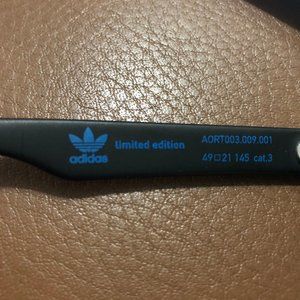 adidas
limited edition
AORT003.009.001
49□21 145 cat.3